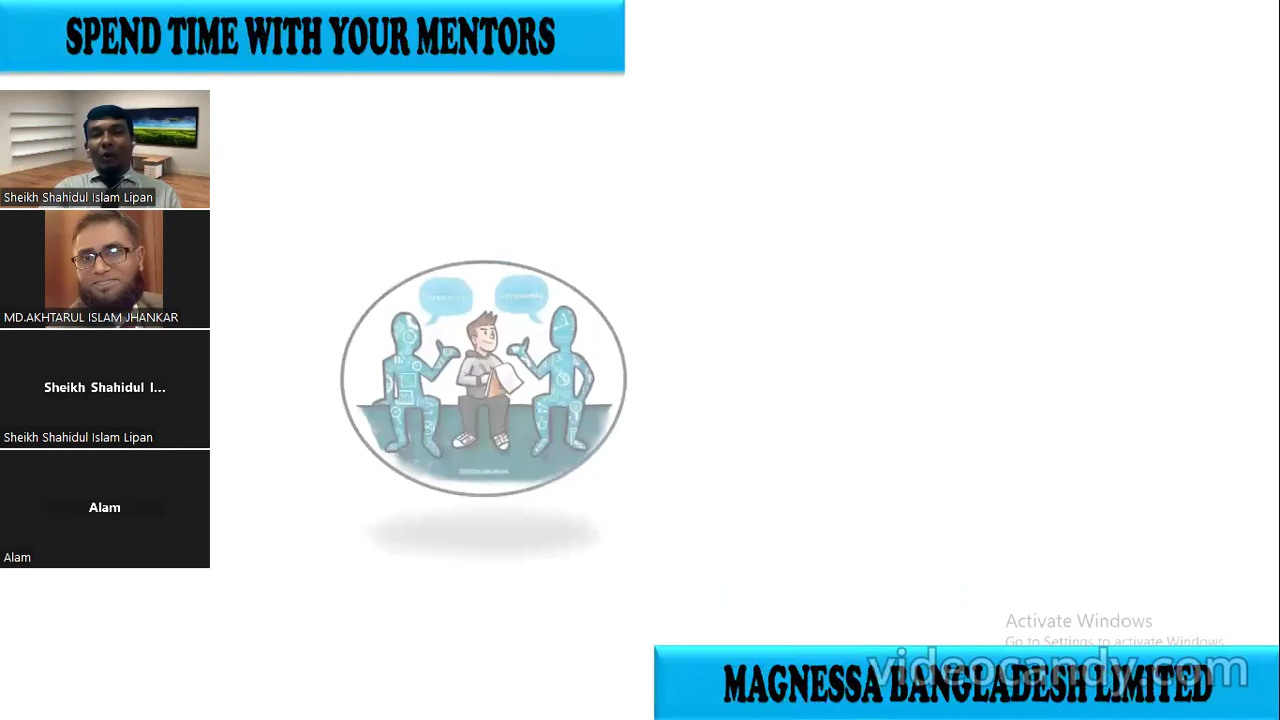 SPEND TIME WITH YOUR MENTORS
Sheikh Shahidul Islam Lipan
MD.AKHTARUL ISLAM JHANKAR
Sheikh Shahidul I...
Sheikh Shahidul Islam Lipan
Alam
Alam
Activate Windows
Go to Settings to activate Windows.
videocandy.com
MAGNESSA BANGLADESH LIMITED